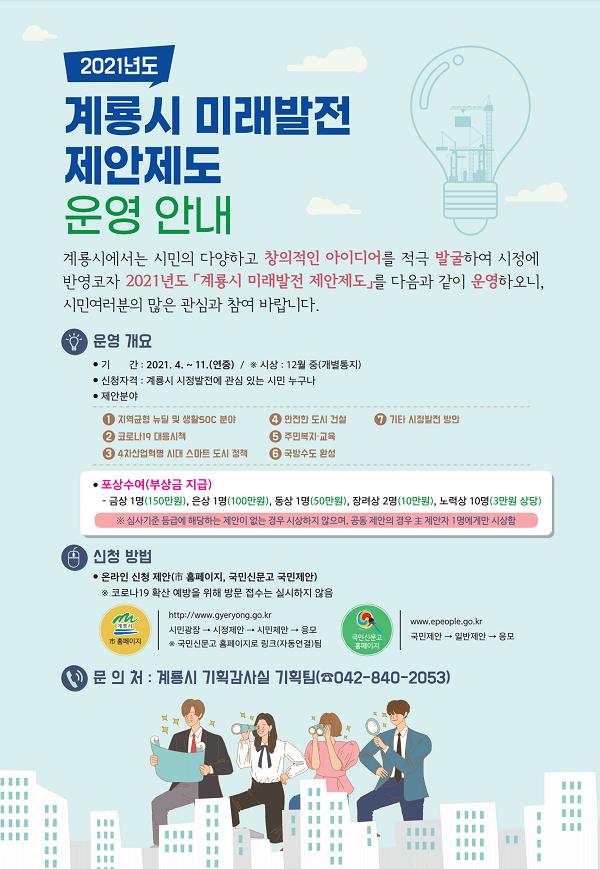 2021년도
계룡시 미래발전
제안제도
운영 안내
계룡시에서는 시민의 다양하고 창의적인 아이디어를 적극 발굴하여 시정에
반영코자 2021년도 「계룡시 미래발전 제안제도」를 다음과 같이 운영하오니,
시민여러분의 많은 관심과 참여 바랍니다.
운영 개요
• 기 간 : 2021. 4. ~ 11.(연중) / ※ 시상 : 12월 중(개별통지)
• 신청자격 : 계룡시 시정발전에 관심 있는 시민 누구나
• 제안분야
1 지역균형 뉴딜 및 생활SOC 분야
2 코로나19 대응시책
3 4차산업혁명 시대 스마트 도시 정책
4 안전한 도시 건설
5 주민복지·교육
6 국방수도 완성
7 기타 시정발전 방안
• 포상수여(부상금 지급)
- 금상 1명(150만원), 은상 1명(100만원), 동상 1명(50만원), 장려상 2명(10만원), 노력상 10명(3만원 상당)
※ 심사기준 등급에 해당하는 제안이 없는 경우 시상하지 않으며, 공동 제안의 경우 主 제안자 1명에게만 시상함
신청 방법
• 온라인 신청 제안(市 홈페이지, 국민신문고 국민제안)
※ 코로나19 확산 예방을 위해 방문 접수는 실시하지 않음
계룡시
市 홈페이지
http://www.gyeryong.go.kr
시민광장 → 시정제안 → 시민제안 → 응모
※ 국민신문고 홈페이지로 링크(자동연결)됨
국민신문고
홈페이지
www.epeople.go.kr
국민제안 → 일반제안 → 응모
문 의 처 : 계룡시 기획감사실 기획팀(☎042-840-2053)